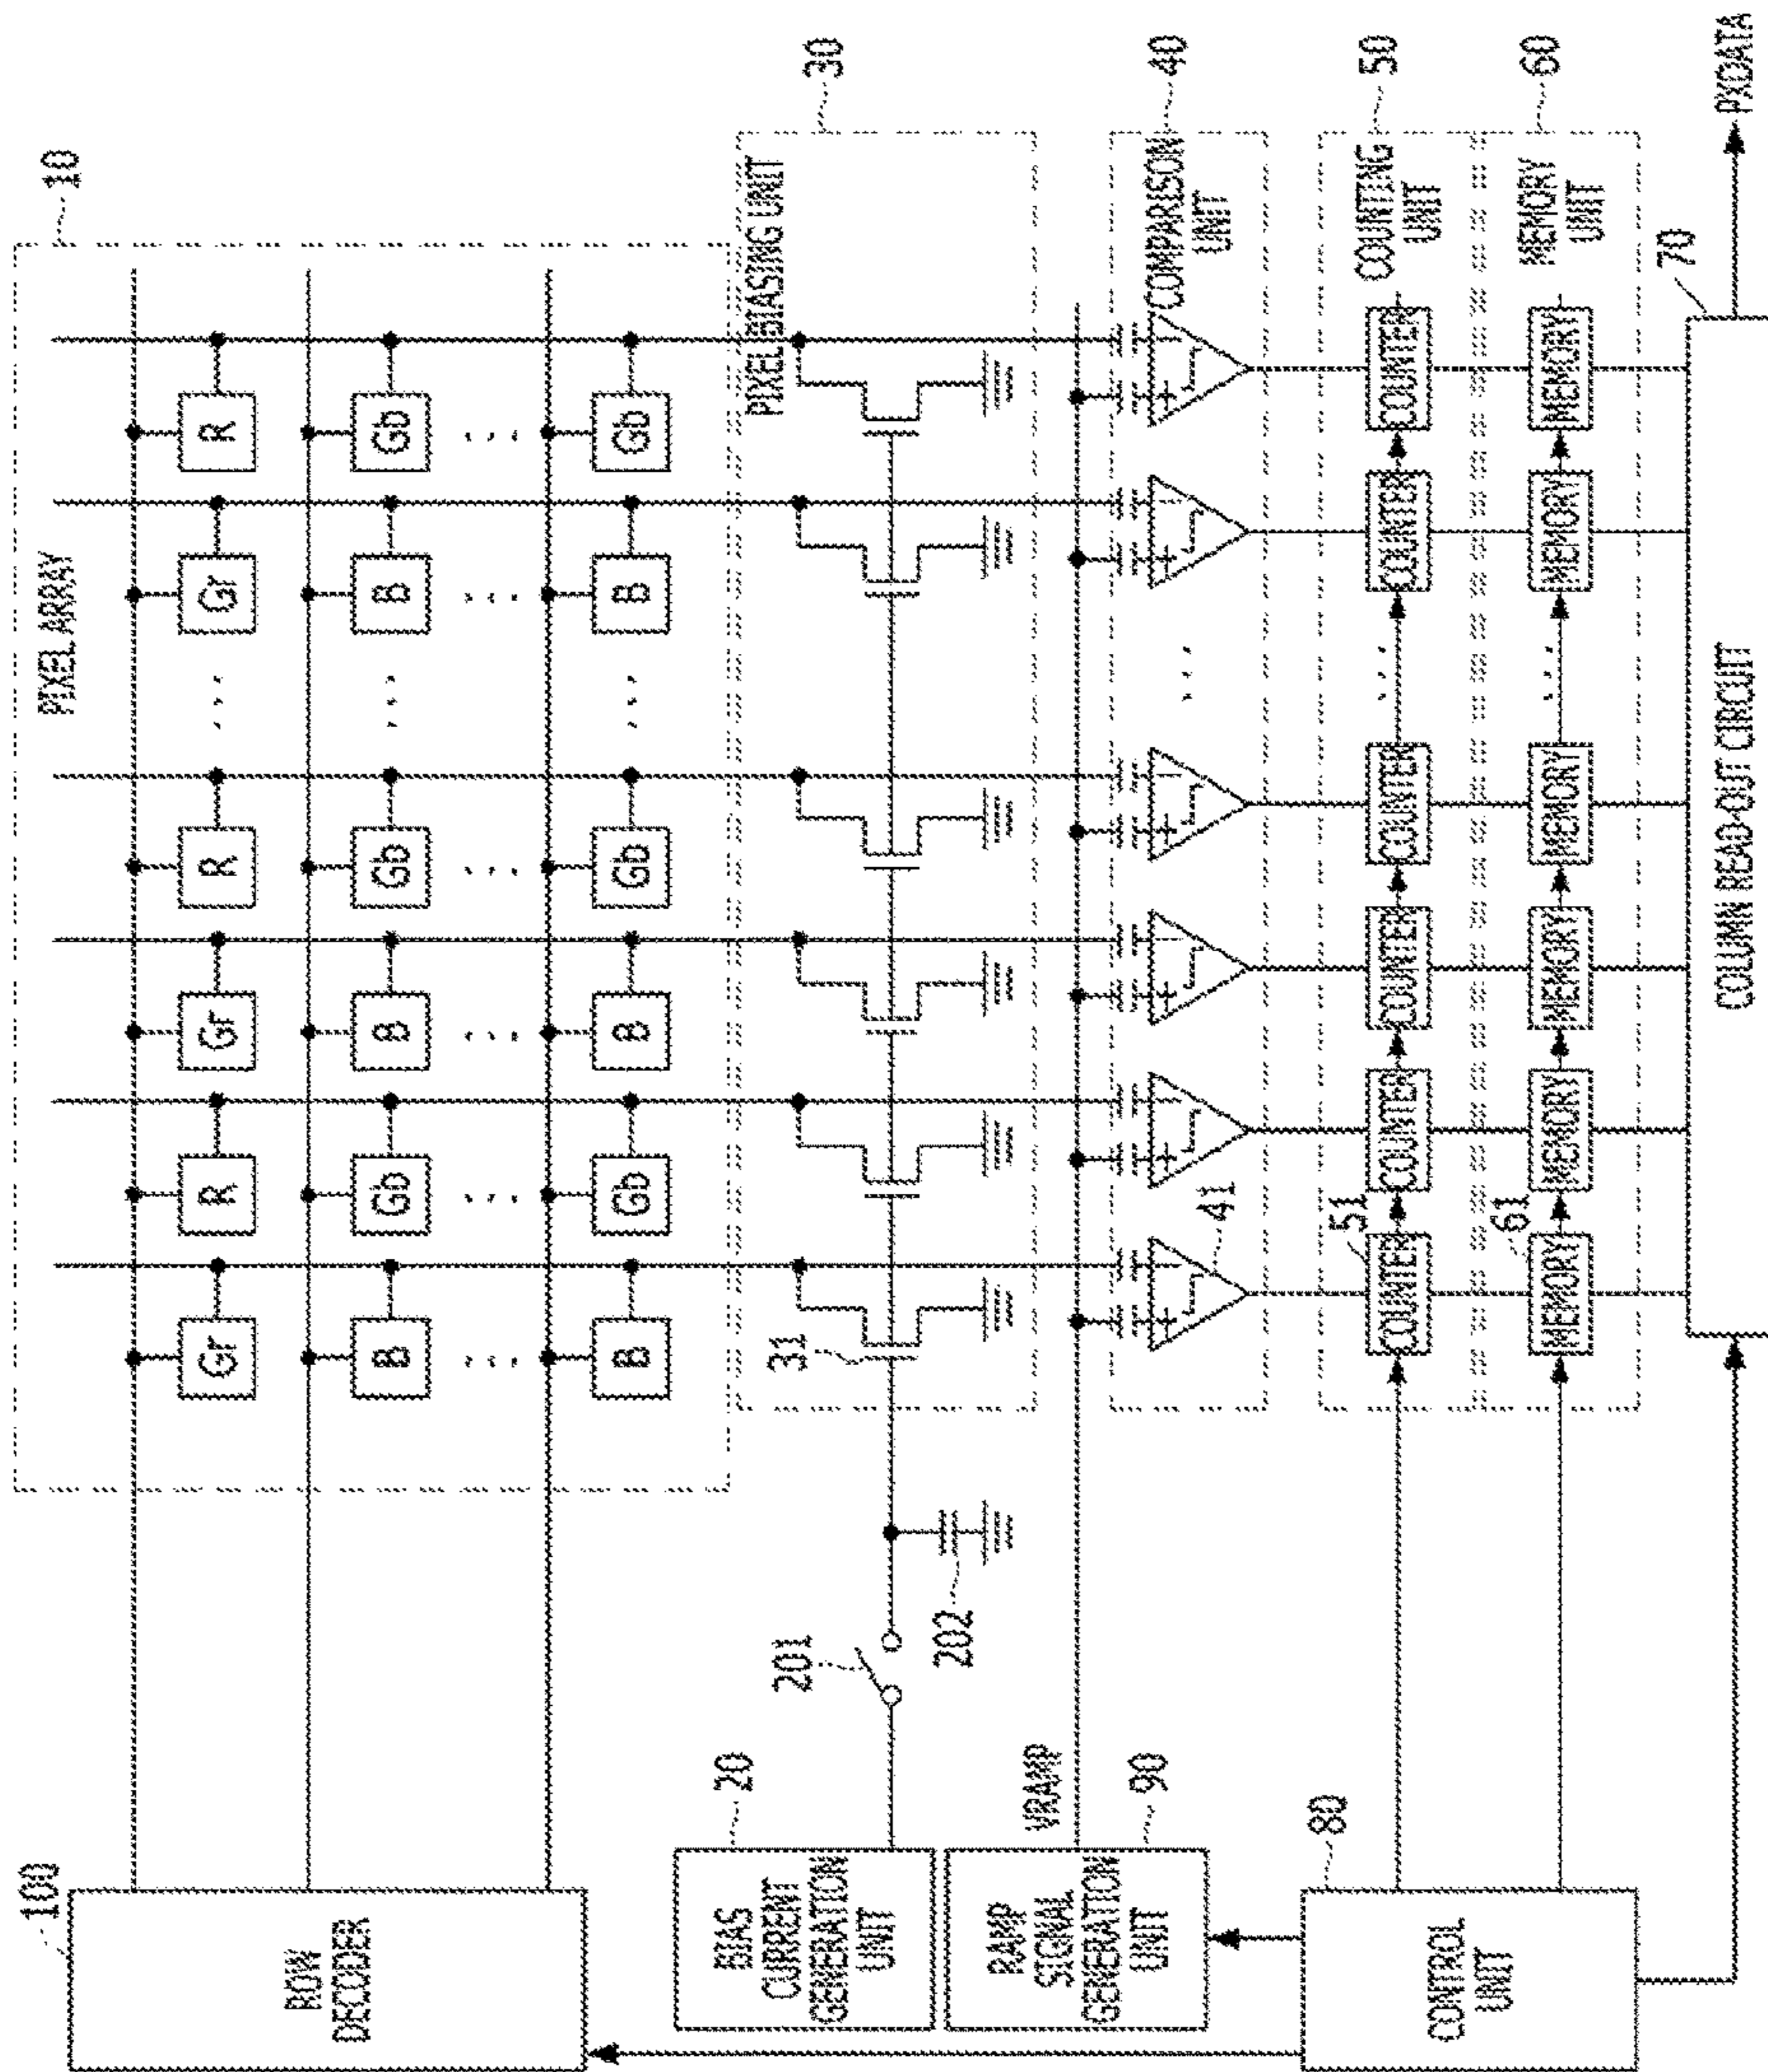 10
PIXEL ARRAY
100
ROW
DECODER
Gr
R
Gr
R
Gr
R
B
Gb
B
Gb
B
Gb
... ... ... ... ... ...
B
Gb
B
Gb
B
Gb
30
PIXEL BIASING UNIT
20
BIAS
CURRENT
GENERATION
UNIT
201
202
31
VRAMP
90
RAMP
SIGNAL
GENERATION
UNIT
40
COMPARISON
UNIT
+ - + - + - + - + - + -
41
50
COUNTING
UNIT
51
COUNTER
COUNTER
COUNTER
COUNTER
...
COUNTER
COUNTER
60
MEMORY
UNIT
61
MEMORY
MEMORY
MEMORY
MEMORY
...
MEMORY
MEMORY
80
CONTROL
UNIT
70
COLUMN READ-OUT CIRCUIT
PXDATA